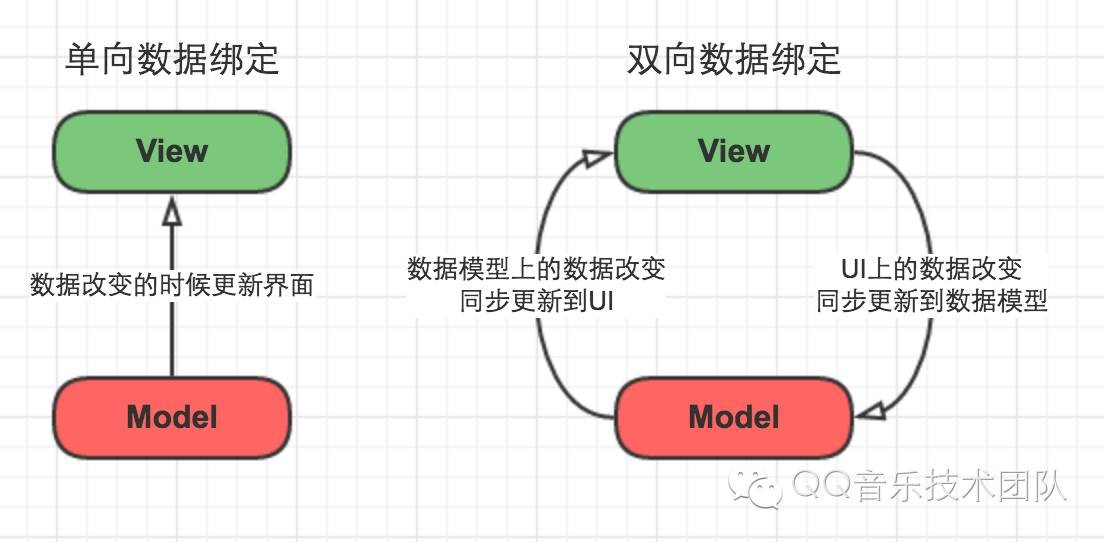 单向数据绑定
View
数据改变的时候更新界面
Model
双向数据绑定
View
数据模型上的数据改变
同步更新到UI
UI上的数据改变
同步更新到数据模型
Model
QQ音乐技术团队